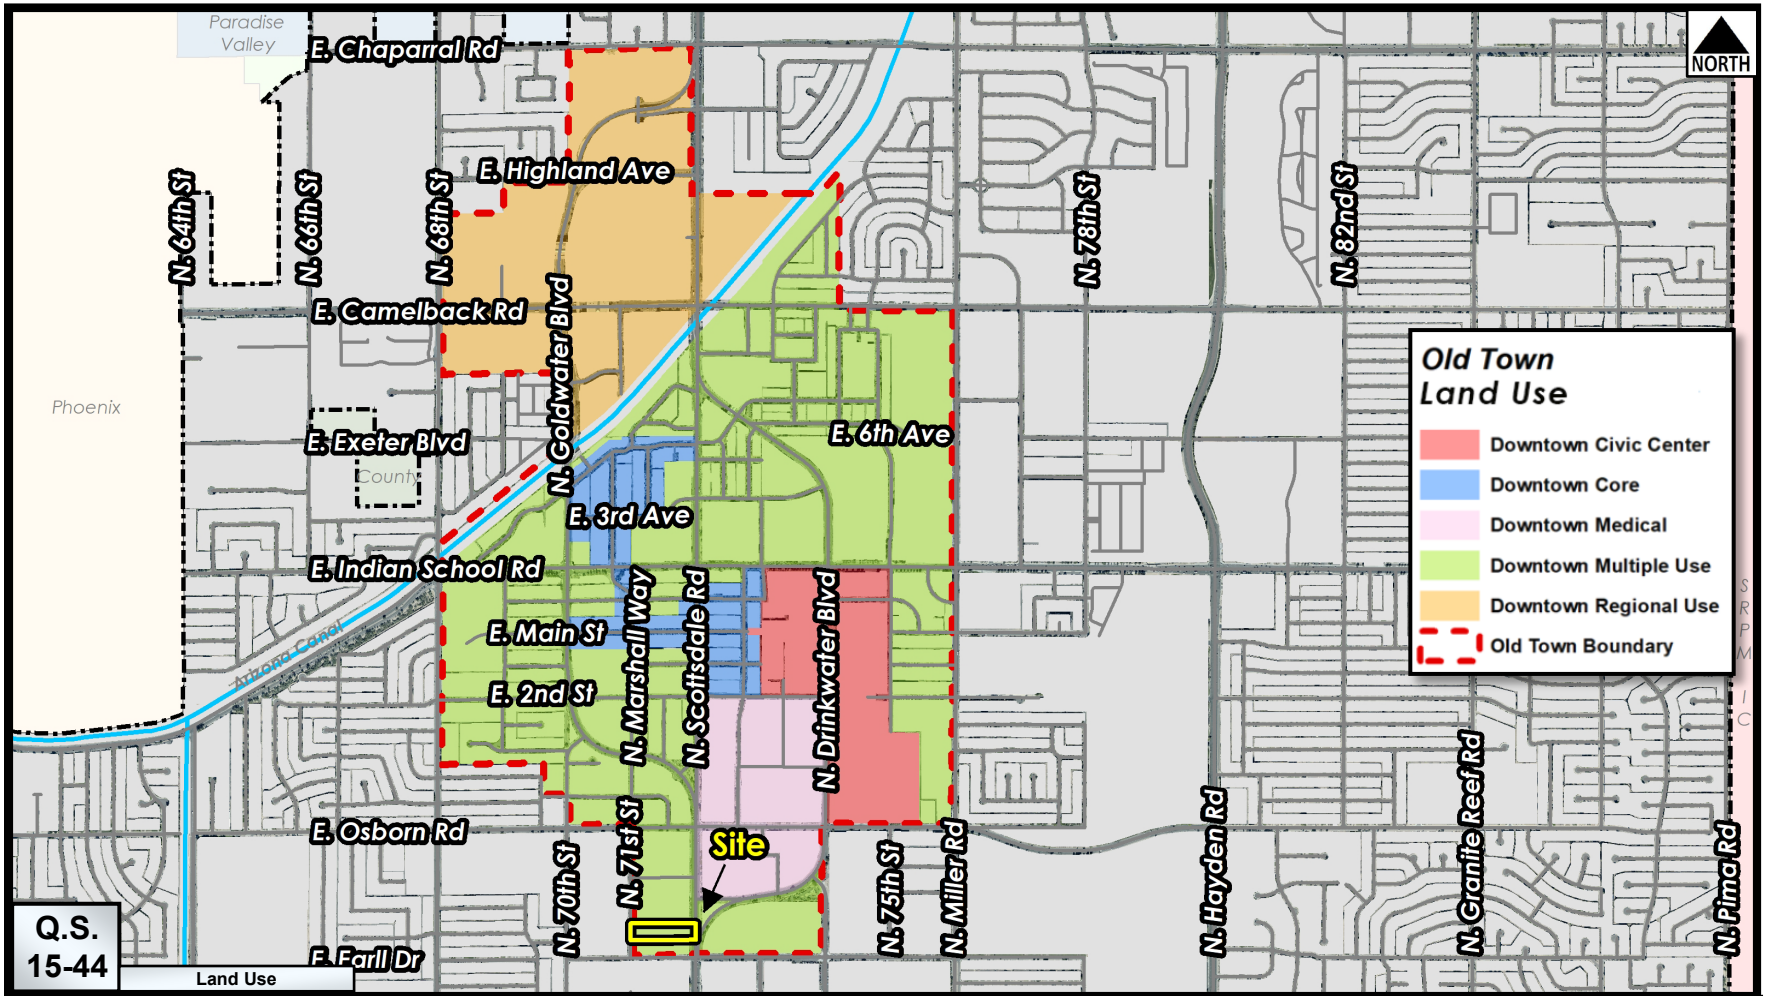 Paradise
Valley
E. Chaparral Rd
NORTH
E. Highland Ave
N. 64th St
N. 66th St
N. 68th St
N. 78th St
N. 82nd St
E. Camelback Rd
N. Goldwater Blvd
Phoenix
E. Exeter Blvd
County
E. 6th Ave
E. 3rd Ave
E. Indian School Rd
Arizona Canal
E. Main St
E. 2nd St
N. Marshall Way
N. Scottsdale Rd
N. Drinkwater Blvd
Old Town
Land Use
Downtown Civic Center
Downtown Core
Downtown Medical
Downtown Multiple Use
Downtown Regional Use
Old Town Boundary
S
R
P
M
I
C
E. Osborn Rd
N. 70th St
N. 71st St
Site
N. 75th St
N. Miller Rd
N. Hayden Rd
N. Granite Reef Rd
N. Pima Rd
E. Earll Dr
Q.S.
15-44
Land Use